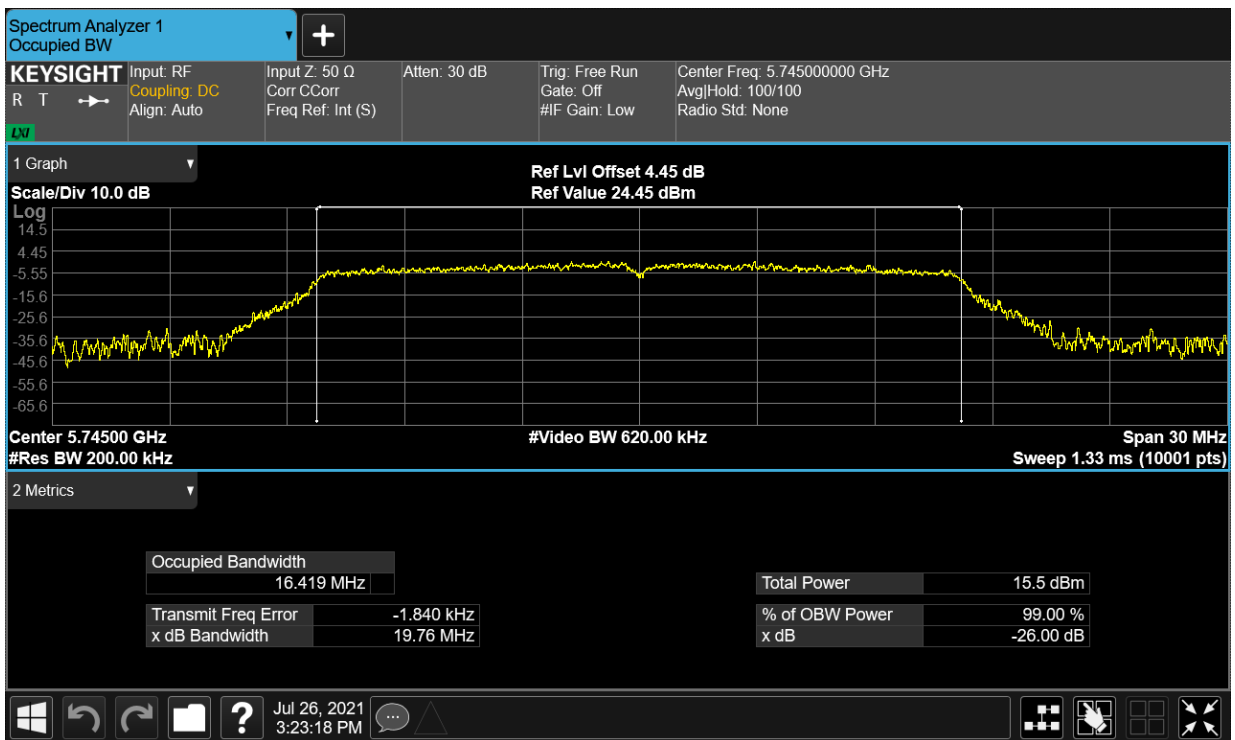 Spectrum Analyzer 1
Occupied BW
KEYSIGHT
R T
LXI
Input: RF
Coupling: DC
Align: Auto
Input Z: 50 Ω
Corr CCorr
Freq Ref: Int (S)
Atten: 30 dB
Trig: Free Run
Gate: Off
#IF Gain: Low
Center Freq: 5.745000000 GHz
Avg|Hold: 100/100
Radio Std: None
1 Graph
Scale/Div 10.0 dB
Ref Lvl Offset 4.45 dB
Ref Value 24.45 dBm
Log
14.5
4.45
-5.55
-15.6
-25.6
-35.6
-45.6
-55.6
-65.6
Center 5.74500 GHz
#Video BW 620.00 kHz
Span 30 MHz
#Res BW 200.00 kHz
Sweep 1.33 ms (10001 pts)
2 Metrics
Occupied Bandwidth
16.419 MHz
Total Power 15.5 dBm
Transmit Freq Error -1.840 kHz
% of OBW Power 99.00 %
x dB Bandwidth 19.76 MHz
x dB -26.00 dB
?
Jul 26, 2021
3:23:18 PM